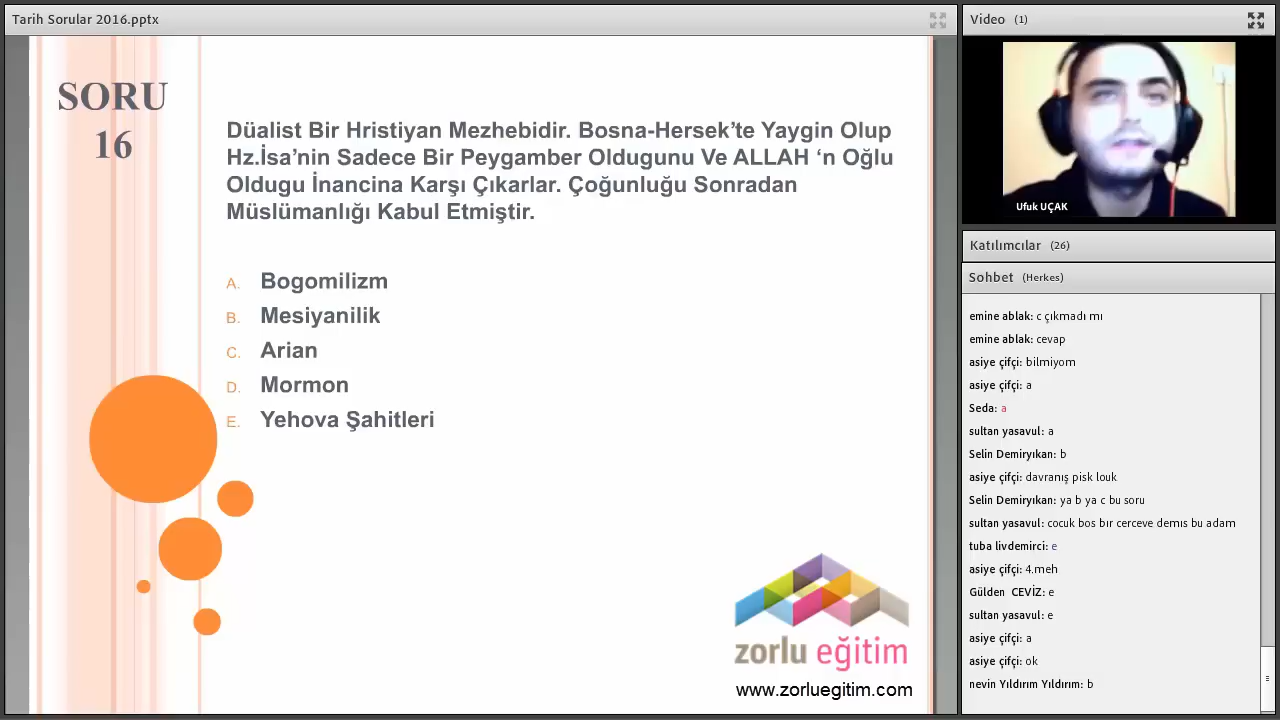 Tarih Sorular 2016.pptx
SORU
16
Düalist Bir Hristiyan Mezhebidir. Bosna-Hersek’te Yaygin Olup
Hz.İsa’nin Sadece Bir Peygamber Oldugunu Ve ALLAH ‘n Oğlu
Oldugu İnancina Karşı Çıkarlar. Çoğunluğu Sonradan
Müslümanlığı Kabul Etmiştir.
A. Bogomilizm
B. Mesiyanilik
C. Arian
D. Mormon
E. Yehova Şahitleri
zorlu eğitim
www.zorluegitim.com
Video (1)
Ufuk UÇAK
Katılımcılar (26)
Sohbet (Herkes)
emine ablak: c çıkmadı mı
emine ablak: cevap
asiye çifçi: bilmiyom
asiye çifçi: a
Seda: a
sultan yasavul: a
Selin Demiryıkan: b
asiye çifçi: davranış pisk louk
Selin Demiryıkan: ya b ya c bu soru
sultan yasavul: cocuk bos bır cerceve demıs bu adam
tuba livdemirci: e
asiye çifçi: 4.meh
Gülden CEVİZ: e
sultan yasavul: e
asiye çifçi: a
asiye çifçi: ok
nevin Yıldırım Yıldırım: b